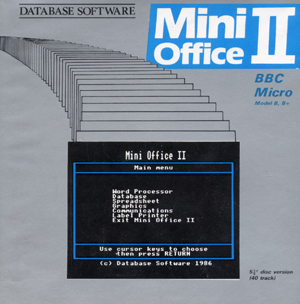 DATABASE SOFTWARE
Mini
Office II
BBC
Micro
Model B, B+
Mini Office II
Main menu
Word Processor
Database
Spreadsheet
Graphics
Communications
Label Printer
Exit Mini Office II
Use cursor keys to choose
then press RETURN
(c) Database Software 1986
5¼" disc version
(40 track)